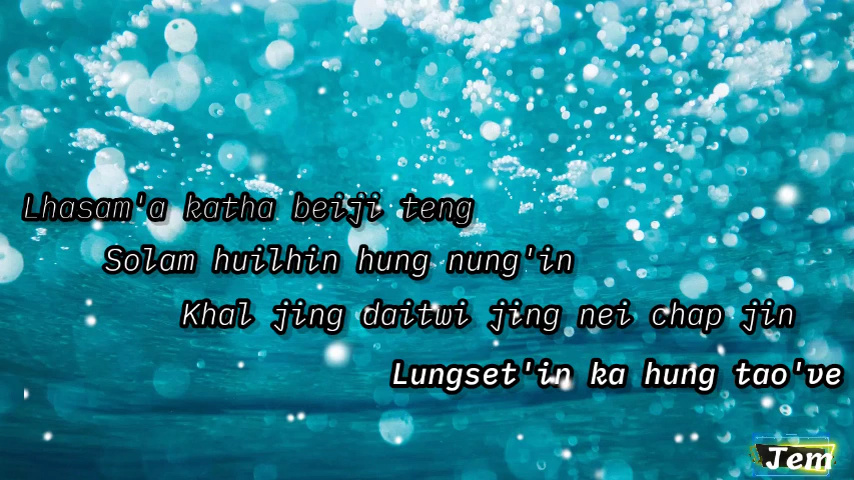 Lhasam'a katha beiji teng
Solam huilhin hung nung'in
Khal jing daitwi jing nei chap jin
Lungset'in ka hung tao've
Jem